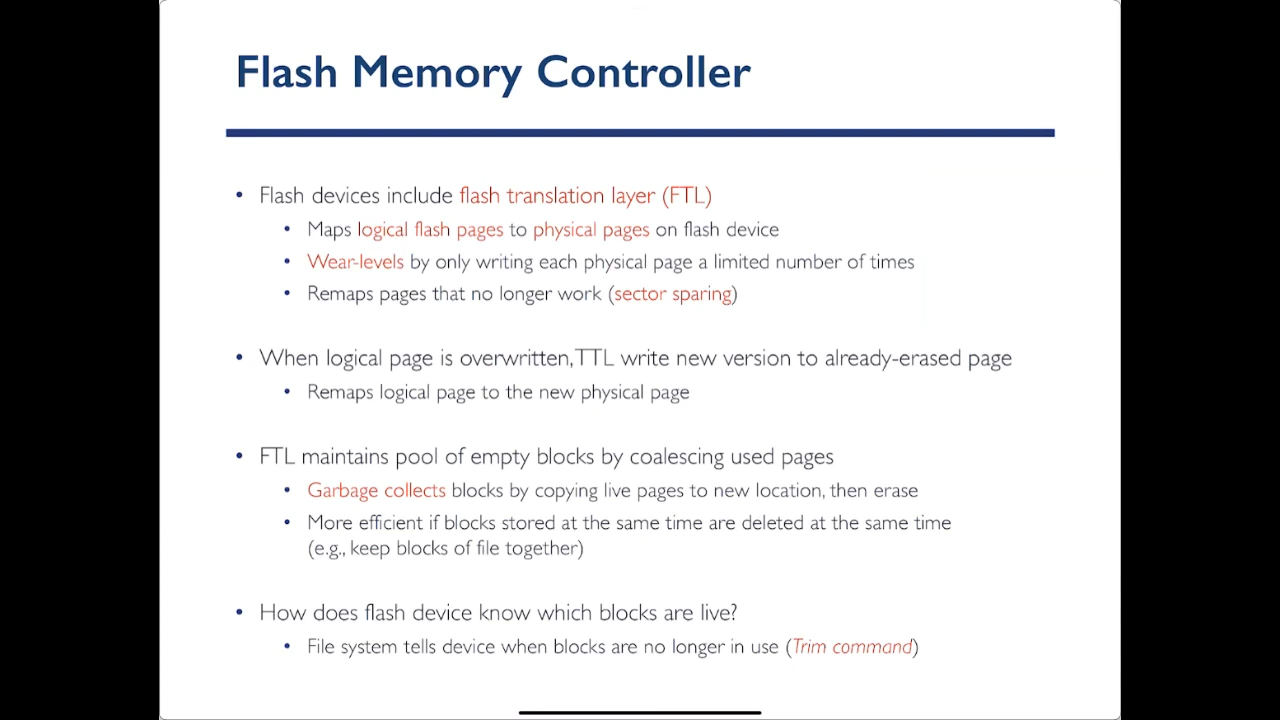 Flash Memory Controller
• Flash devices include flash translation layer (FTL)
• Maps logical flash pages to physical pages on flash device
• Wear-levels by only writing each physical page a limited number of times
• Remaps pages that no longer work (sector sparing)
• When logical page is overwritten, TTL write new version to already-erased page
• Remaps logical page to the new physical page
• FTL maintains pool of empty blocks by coalescing used pages
• Garbage collects blocks by copying live pages to new location, then erase
• More efficient if blocks stored at the same time are deleted at the same time
(e.g., keep blocks of file together)
• How does flash device know which blocks are live?
• File system tells device when blocks are no longer in use (Trim command)